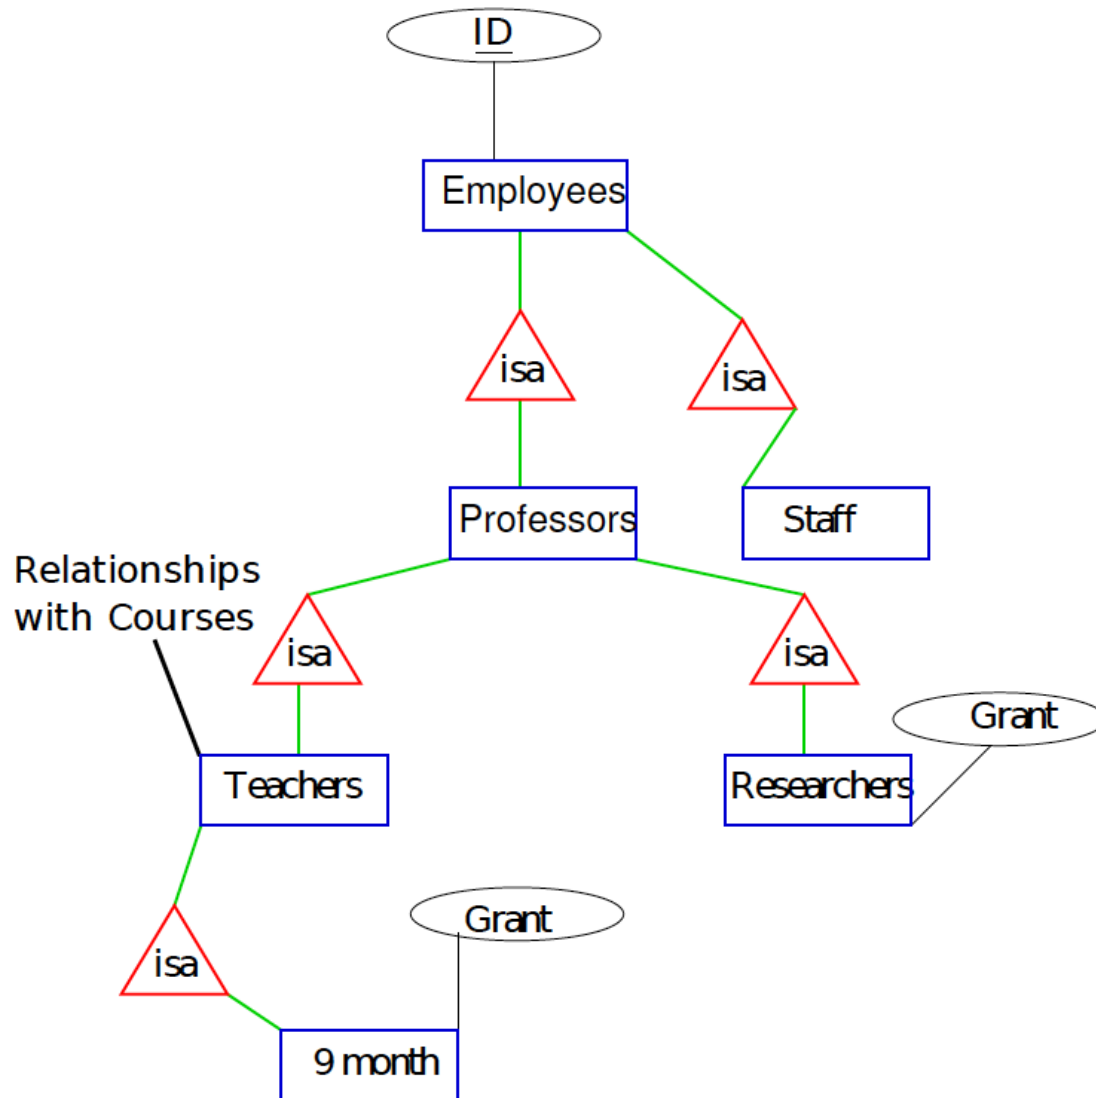 ID
Employees
isa
isa
Professors
Staff
Relationships
with Courses
isa
isa
Grant
Teachers
Researchers
Grant
isa
9 month